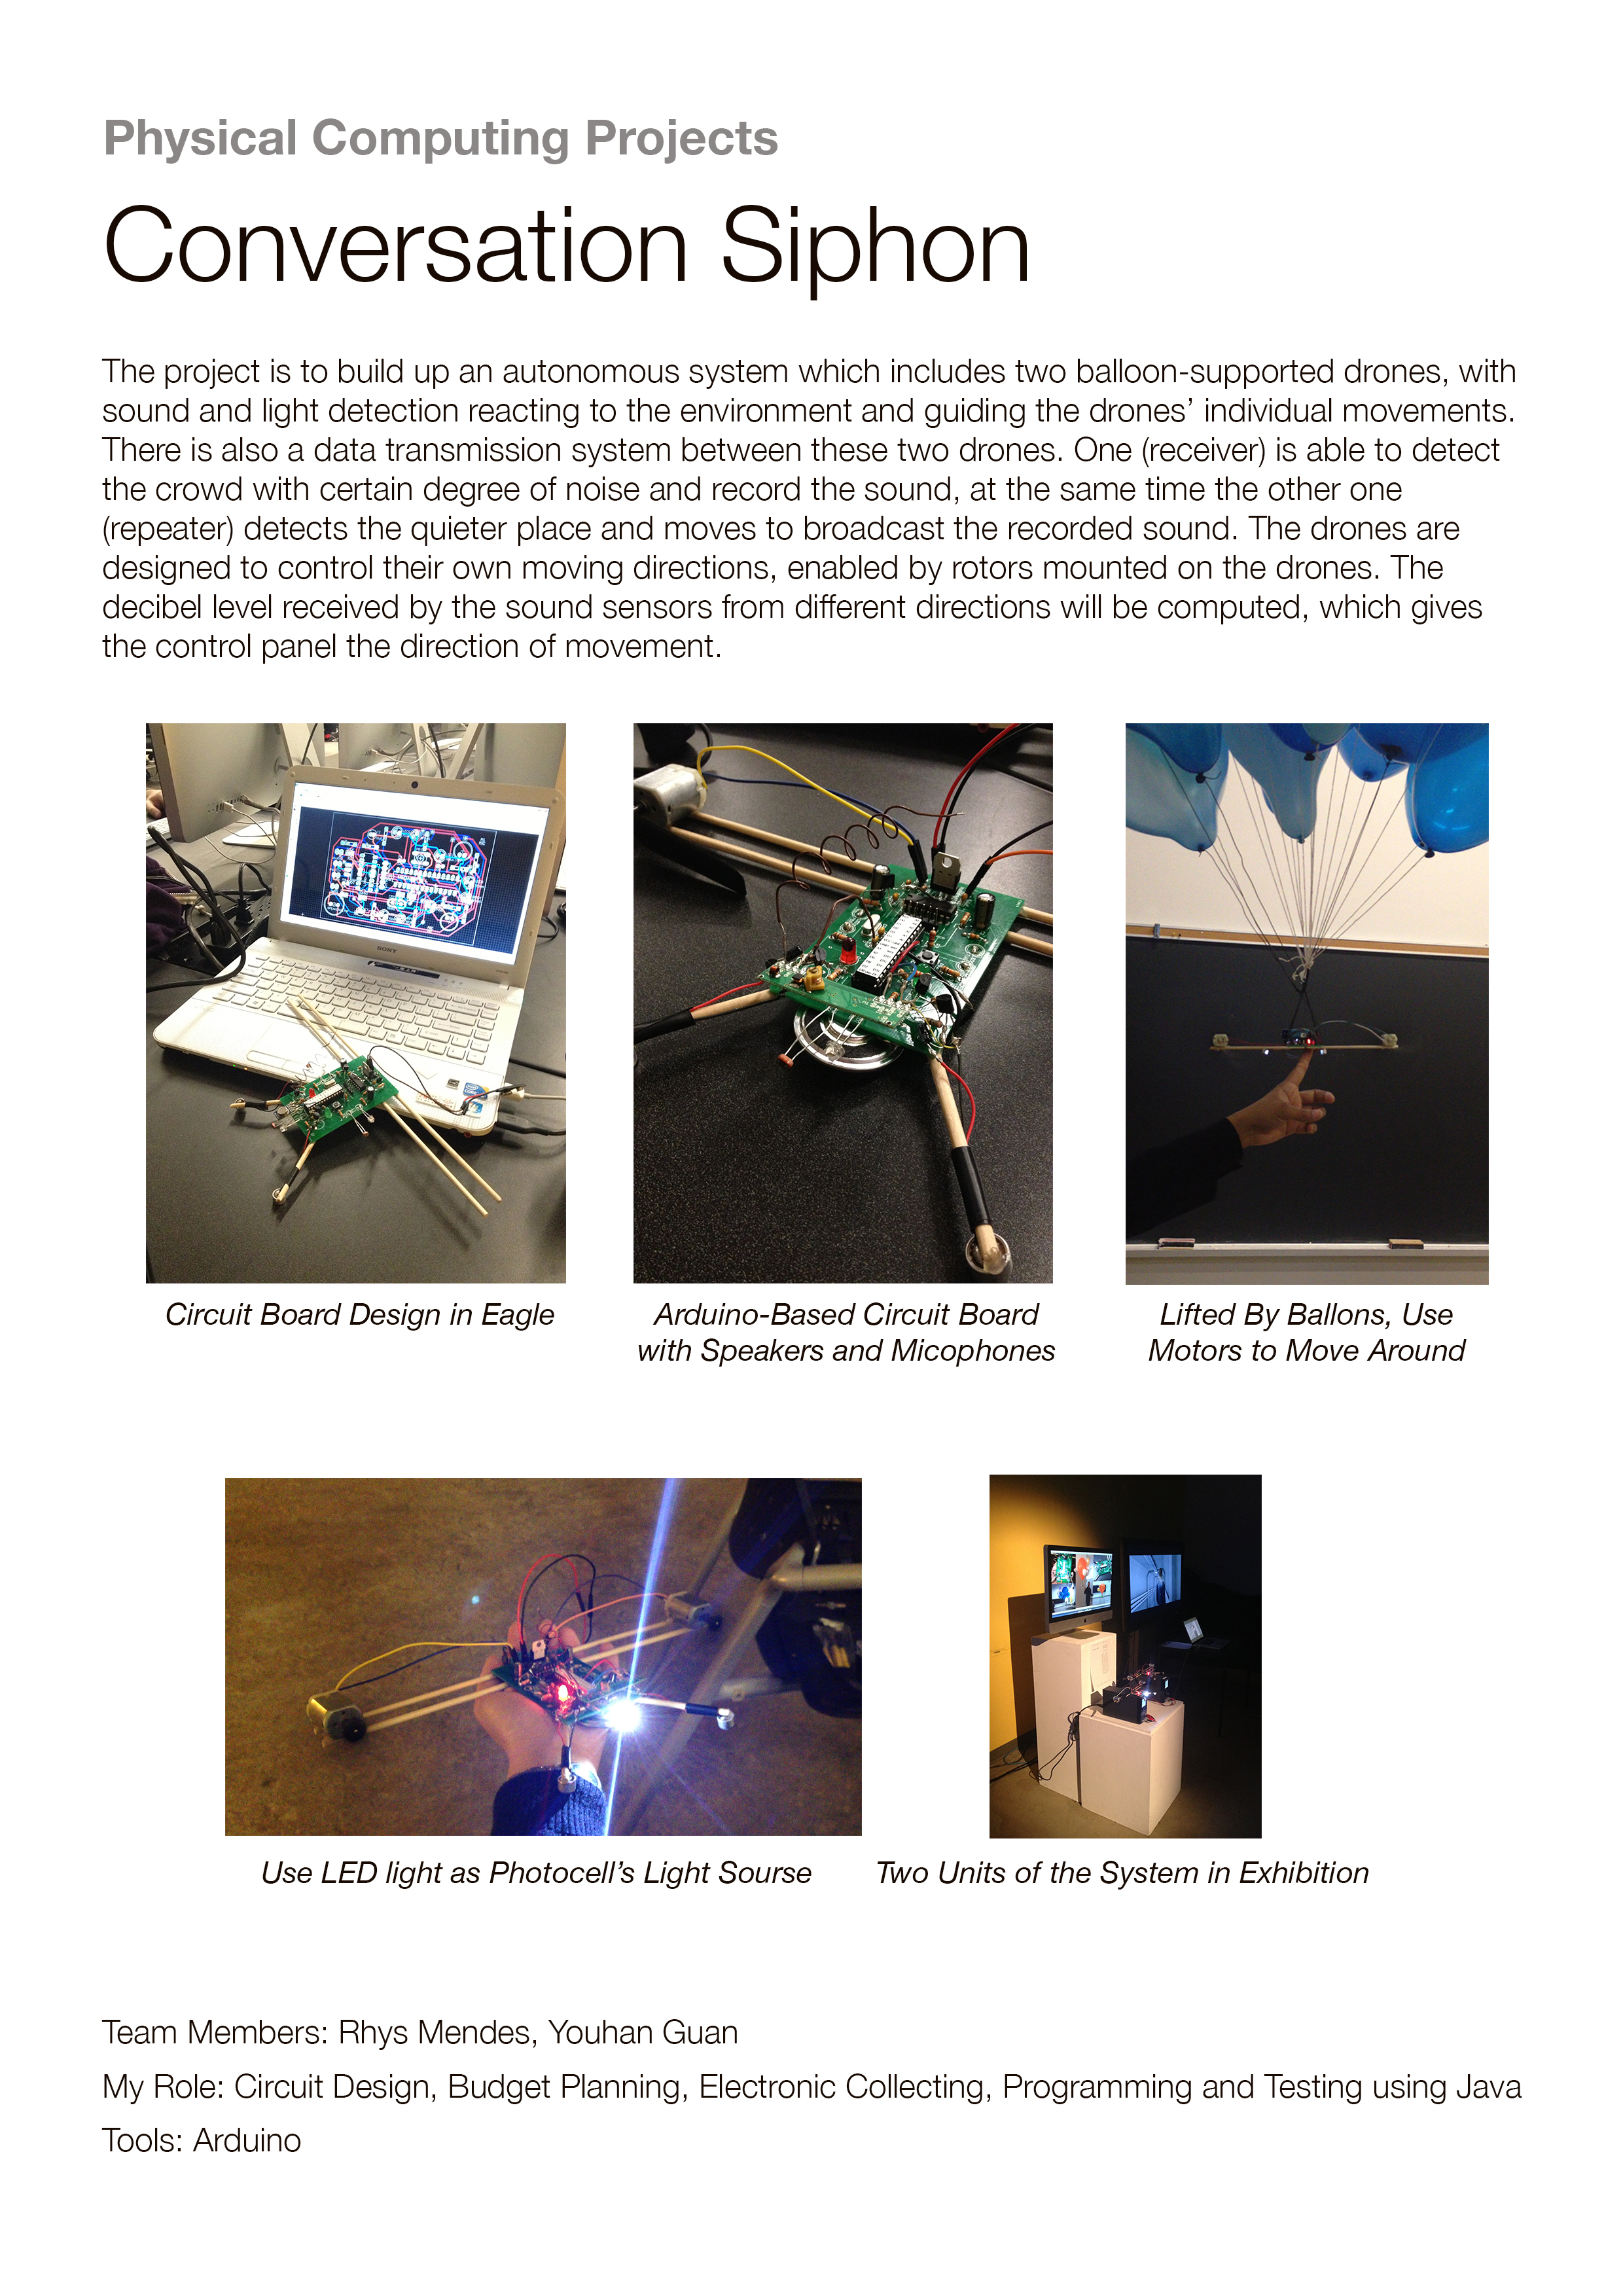 Physical Computing Projects
Conversation Siphon
The project is to build up an autonomous system which includes two balloon-supported drones, with
sound and light detection reacting to the environment and guiding the drones’ individual movements.
There is also a data transmission system between these two drones. One (receiver) is able to detect
the crowd with certain degree of noise and record the sound, at the same time the other one
(repeater) detects the quieter place and moves to broadcast the recorded sound. The drones are
designed to control their own moving directions, enabled by rotors mounted on the drones. The
decibel level received by the sound sensors from different directions will be computed, which gives
the control panel the direction of movement.
SONY
Circuit Board Design in Eagle
Arduino-Based Circuit Board
with Speakers and Micophones
Lifted By Ballons, Use
Motors to Move Around
Use LED light as Photocell’s Light Sourse
Two Units of the System in Exhibition
Team Members: Rhys Mendes, Youhan Guan
My Role: Circuit Design, Budget Planning, Electronic Collecting, Programming and Testing using Java
Tools: Arduino